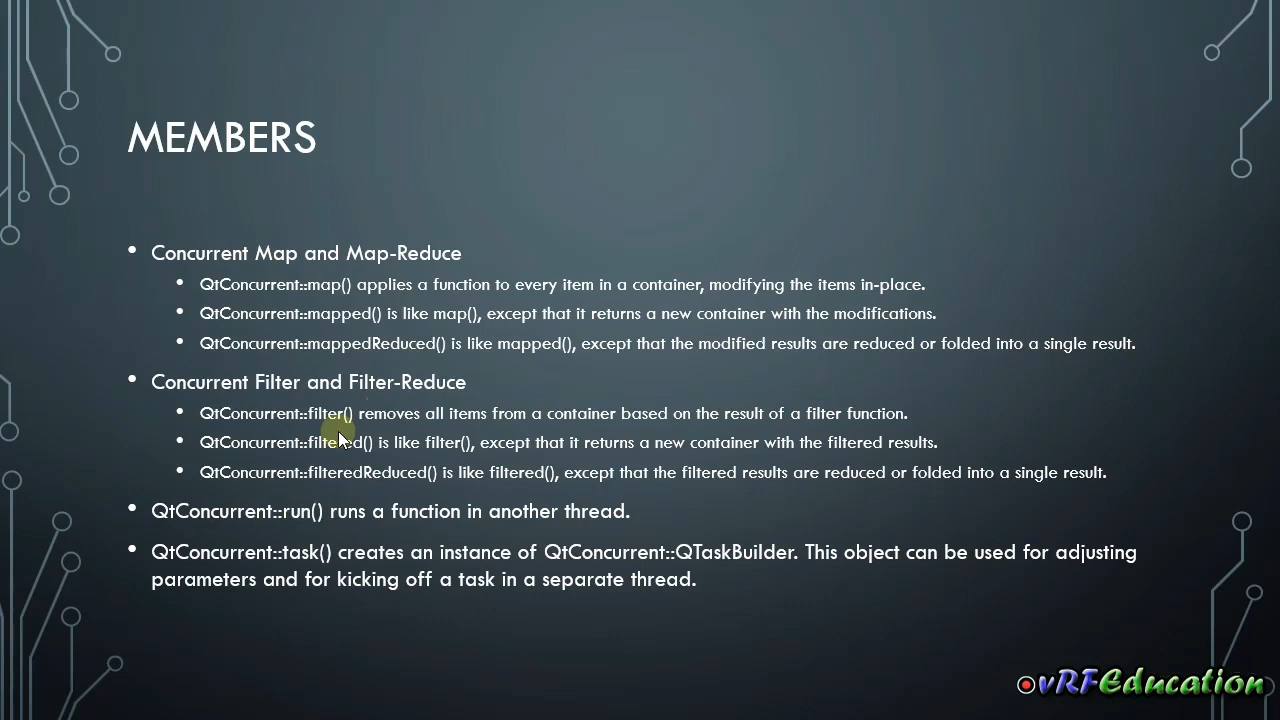 MEMBERS
• Concurrent Map and Map-Reduce
• QtConcurrent::map() applies a function to every item in a container, modifying the items in-place.
• QtConcurrent::mapped() is like map(), except that it returns a new container with the modifications.
• QtConcurrent::mappedReduced() is like mapped(), except that the modified results are reduced or folded into a single result.
• Concurrent Filter and Filter-Reduce
• QtConcurrent::filter() removes all items from a container based on the result of a filter function.
• QtConcurrent::filtered() is like filter(), except that it returns a new container with the filtered results.
• QtConcurrent::filteredReduced() is like filtered(), except that the filtered results are reduced or folded into a single result.
• QtConcurrent::run() runs a function in another thread.
• QtConcurrent::task() creates an instance of QtConcurrent::QTaskBuilder. This object can be used for adjusting
parameters and for kicking off a task in a separate thread.
vRFEducation